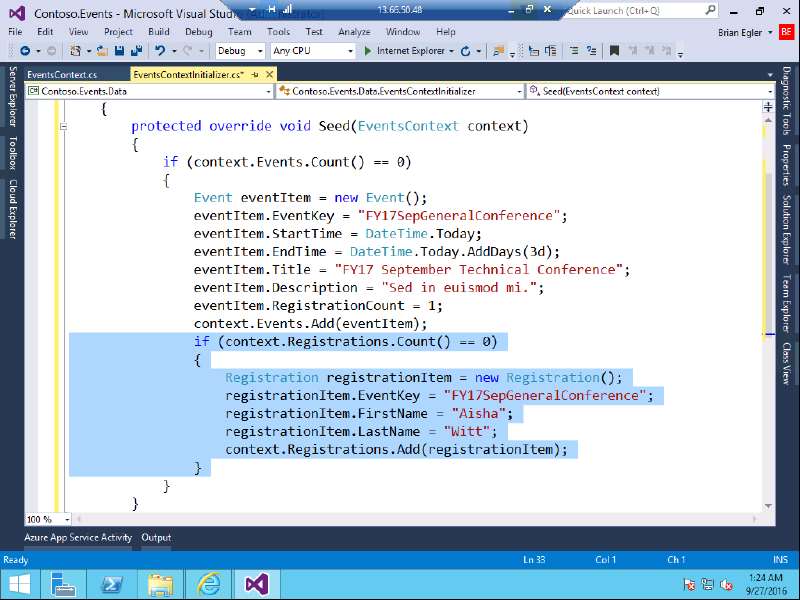 Contoso.Events - Microsoft Visual Stud
13.66.50.48
Quick Launch (Ctrl+Q)
File Edit View Project Build Debug Team Tools Test Analyze Window Help
Brian Egler BE
Debug Any CPU Internet Explorer
EventsContext.cs EventsContextInitializer.cs*
Contoso.Events.Data Contoso.Events.Data.EventsContextInitializer Seed(EventsContext context)
Server Explorer
Toolbox
Cloud Explorer
{
protected override void Seed(EventsContext context)
{
if (context.Events.Count() == 0)
{
Event eventItem = new Event();
eventItem.EventKey = "FY17SepGeneralConference";
eventItem.StartTime = DateTime.Today;
eventItem.EndTime = DateTime.Today.AddDays(3d);
eventItem.Title = "FY17 September Technical Conference";
eventItem.Description = "Sed in euismod mi.";
eventItem.RegistrationCount = 1;
context.Events.Add(eventItem);
if (context.Registrations.Count() == 0)
{
Registration registrationItem = new Registration();
registrationItem.EventKey = "FY17SepGeneralConference";
registrationItem.FirstName = "Aisha";
registrationItem.LastName = "Witt";
context.Registrations.Add(registrationItem);
}
}
}
Diagnostic Tools
Properties
Solution Explorer
Team Explorer
Class View
100 %
Azure App Service Activity Output
Ready Ln 33 Col 1 Ch 1 INS
1:24 AM
9/27/2016